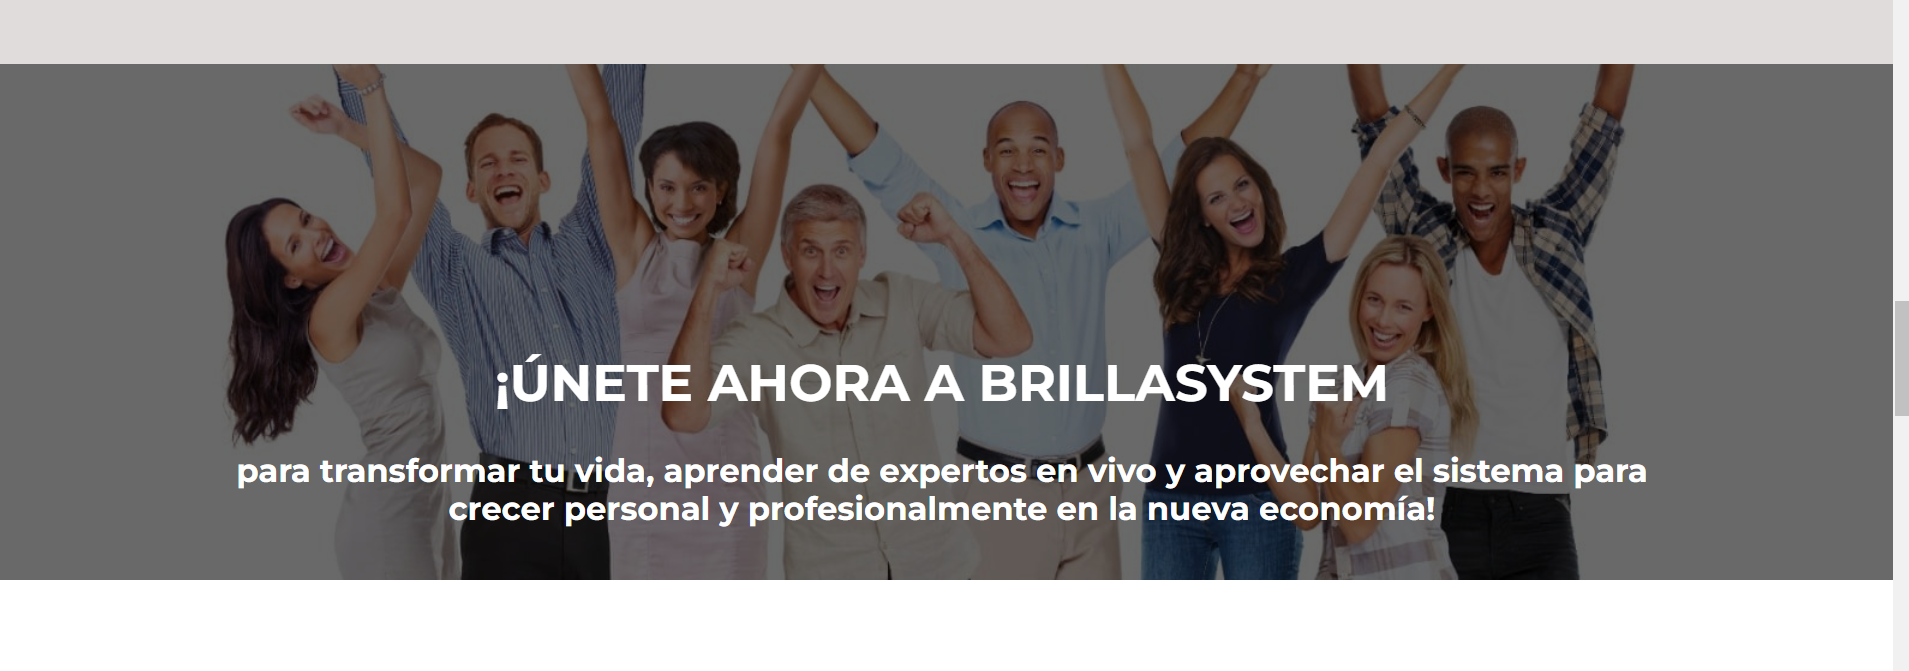 ¡ÚNETE AHORA A BRILLASYSTEM
para transformar tu vida, aprender de expertos en vivo y aprovechar el sistema para
crecer personal y profesionalmente en la nueva economía!